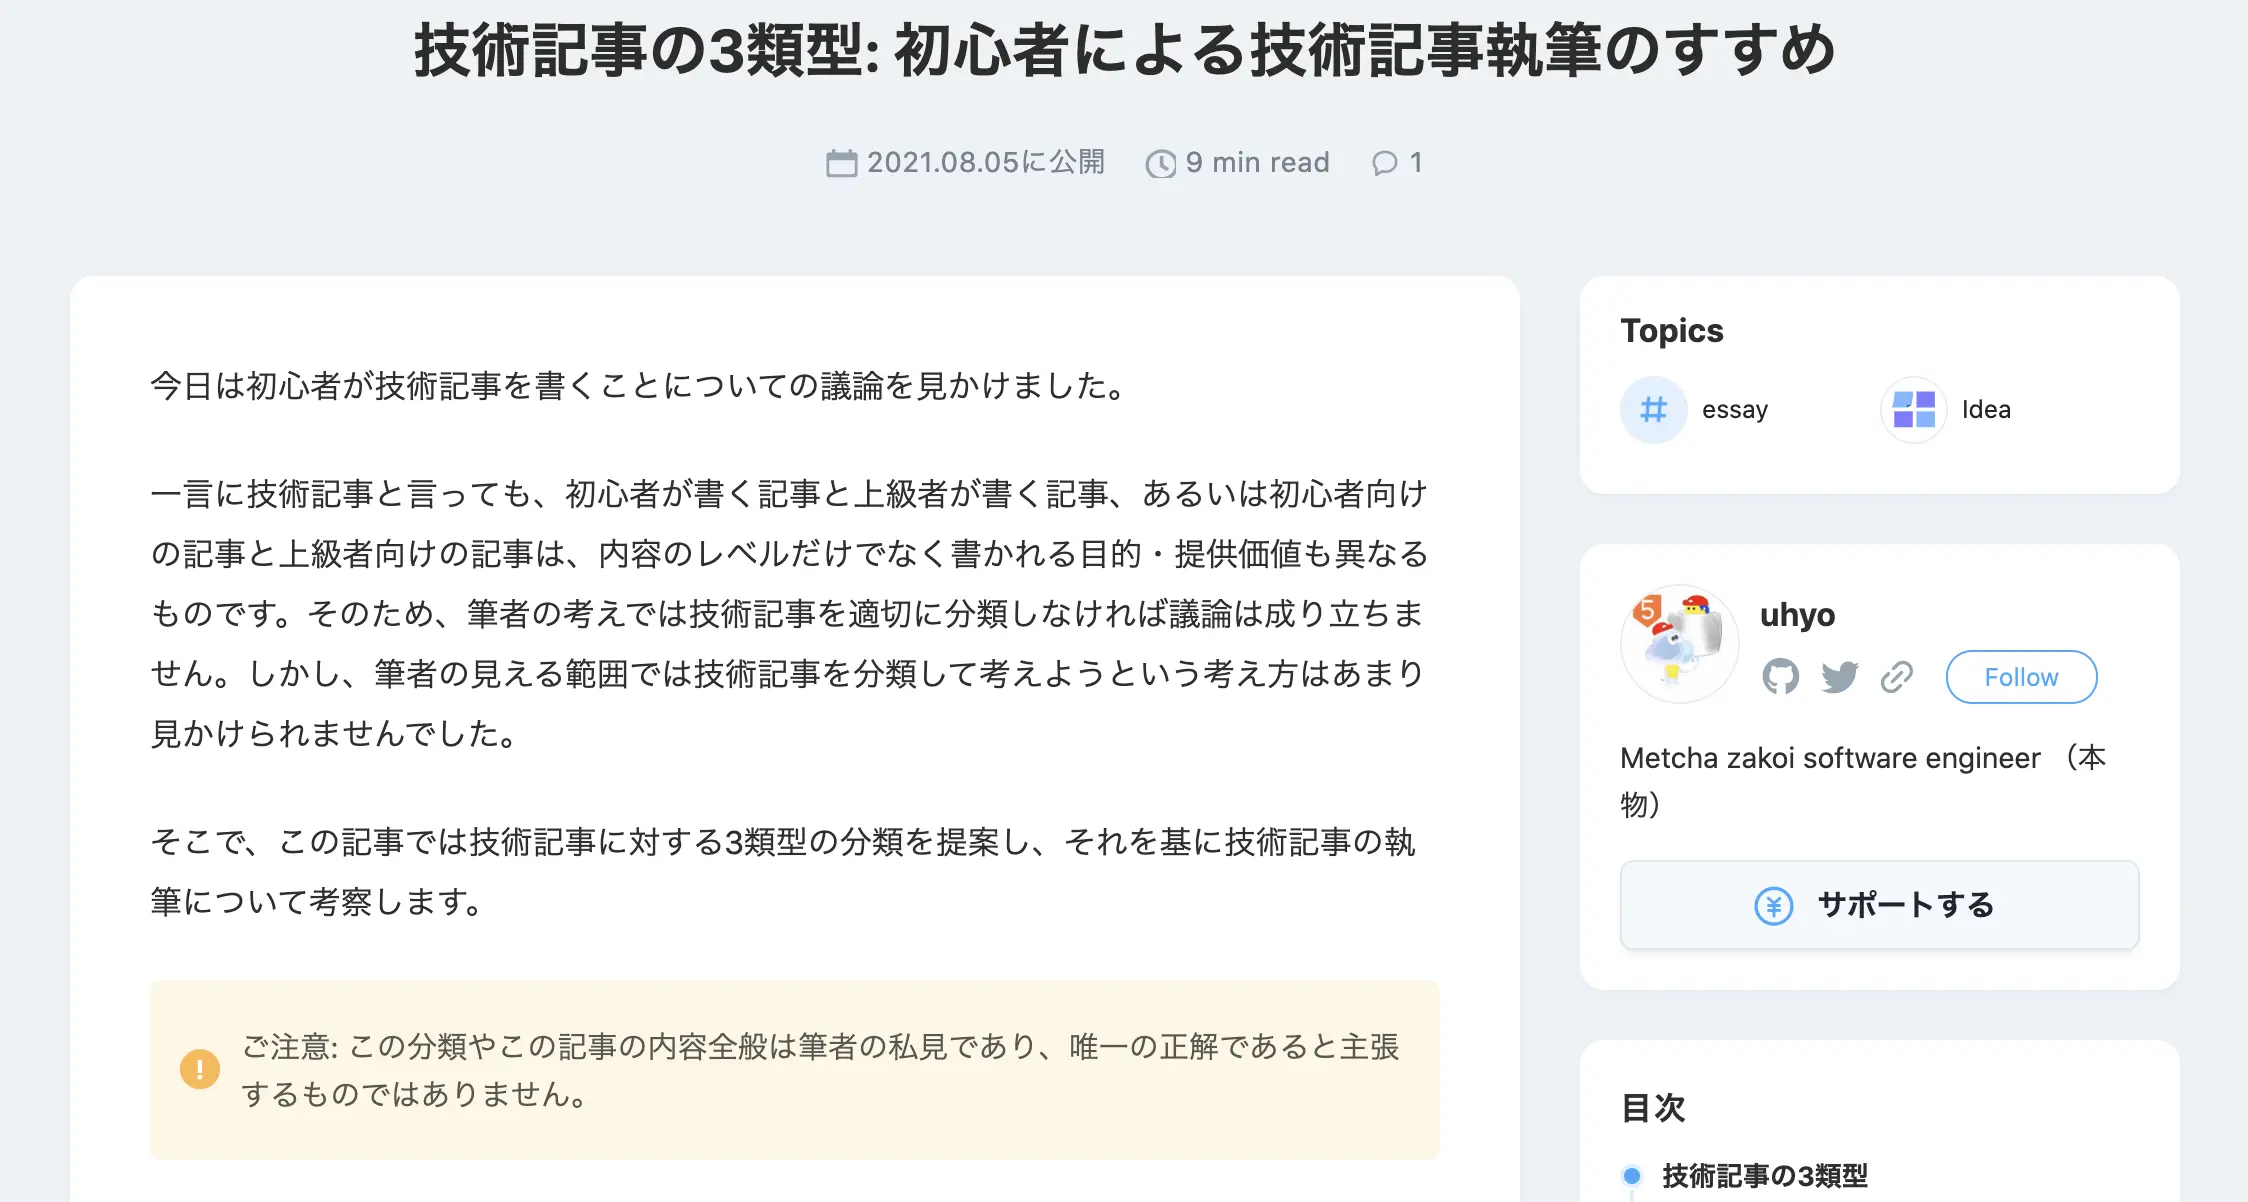 技術記事の3類型: 初心者による技術記事執筆のすすめ
2021.08.05に公開 9 min read 1
今日は初心者が技術記事を書くことについての議論を見かけました。
一言に技術記事と言っても、初心者が書く記事と上級者が書く記事、あるいは初心者向け
の記事と上級者向けの記事は、内容のレベルだけでなく書かれる目的・提供価値も異なる
ものです。そのため、筆者の考えでは技術記事を適切に分類しなければ議論は成り立ちま
せん。しかし、筆者の見える範囲では技術記事を分類して考えようという考え方はあまり
見かけられませんでした。
そこで、この記事では技術記事に対する3類型の分類を提案し、それを基に技術記事の執
筆について考察します。
ご注意: この分類やこの記事の内容全般は筆者の私見であり、唯一の正解であると主張
するものではありません。
Topics
essay
Idea
5
uhyo
Follow
Metcha zakoi software engineer （本
物）
サポートする
目次
技術記事の3類型